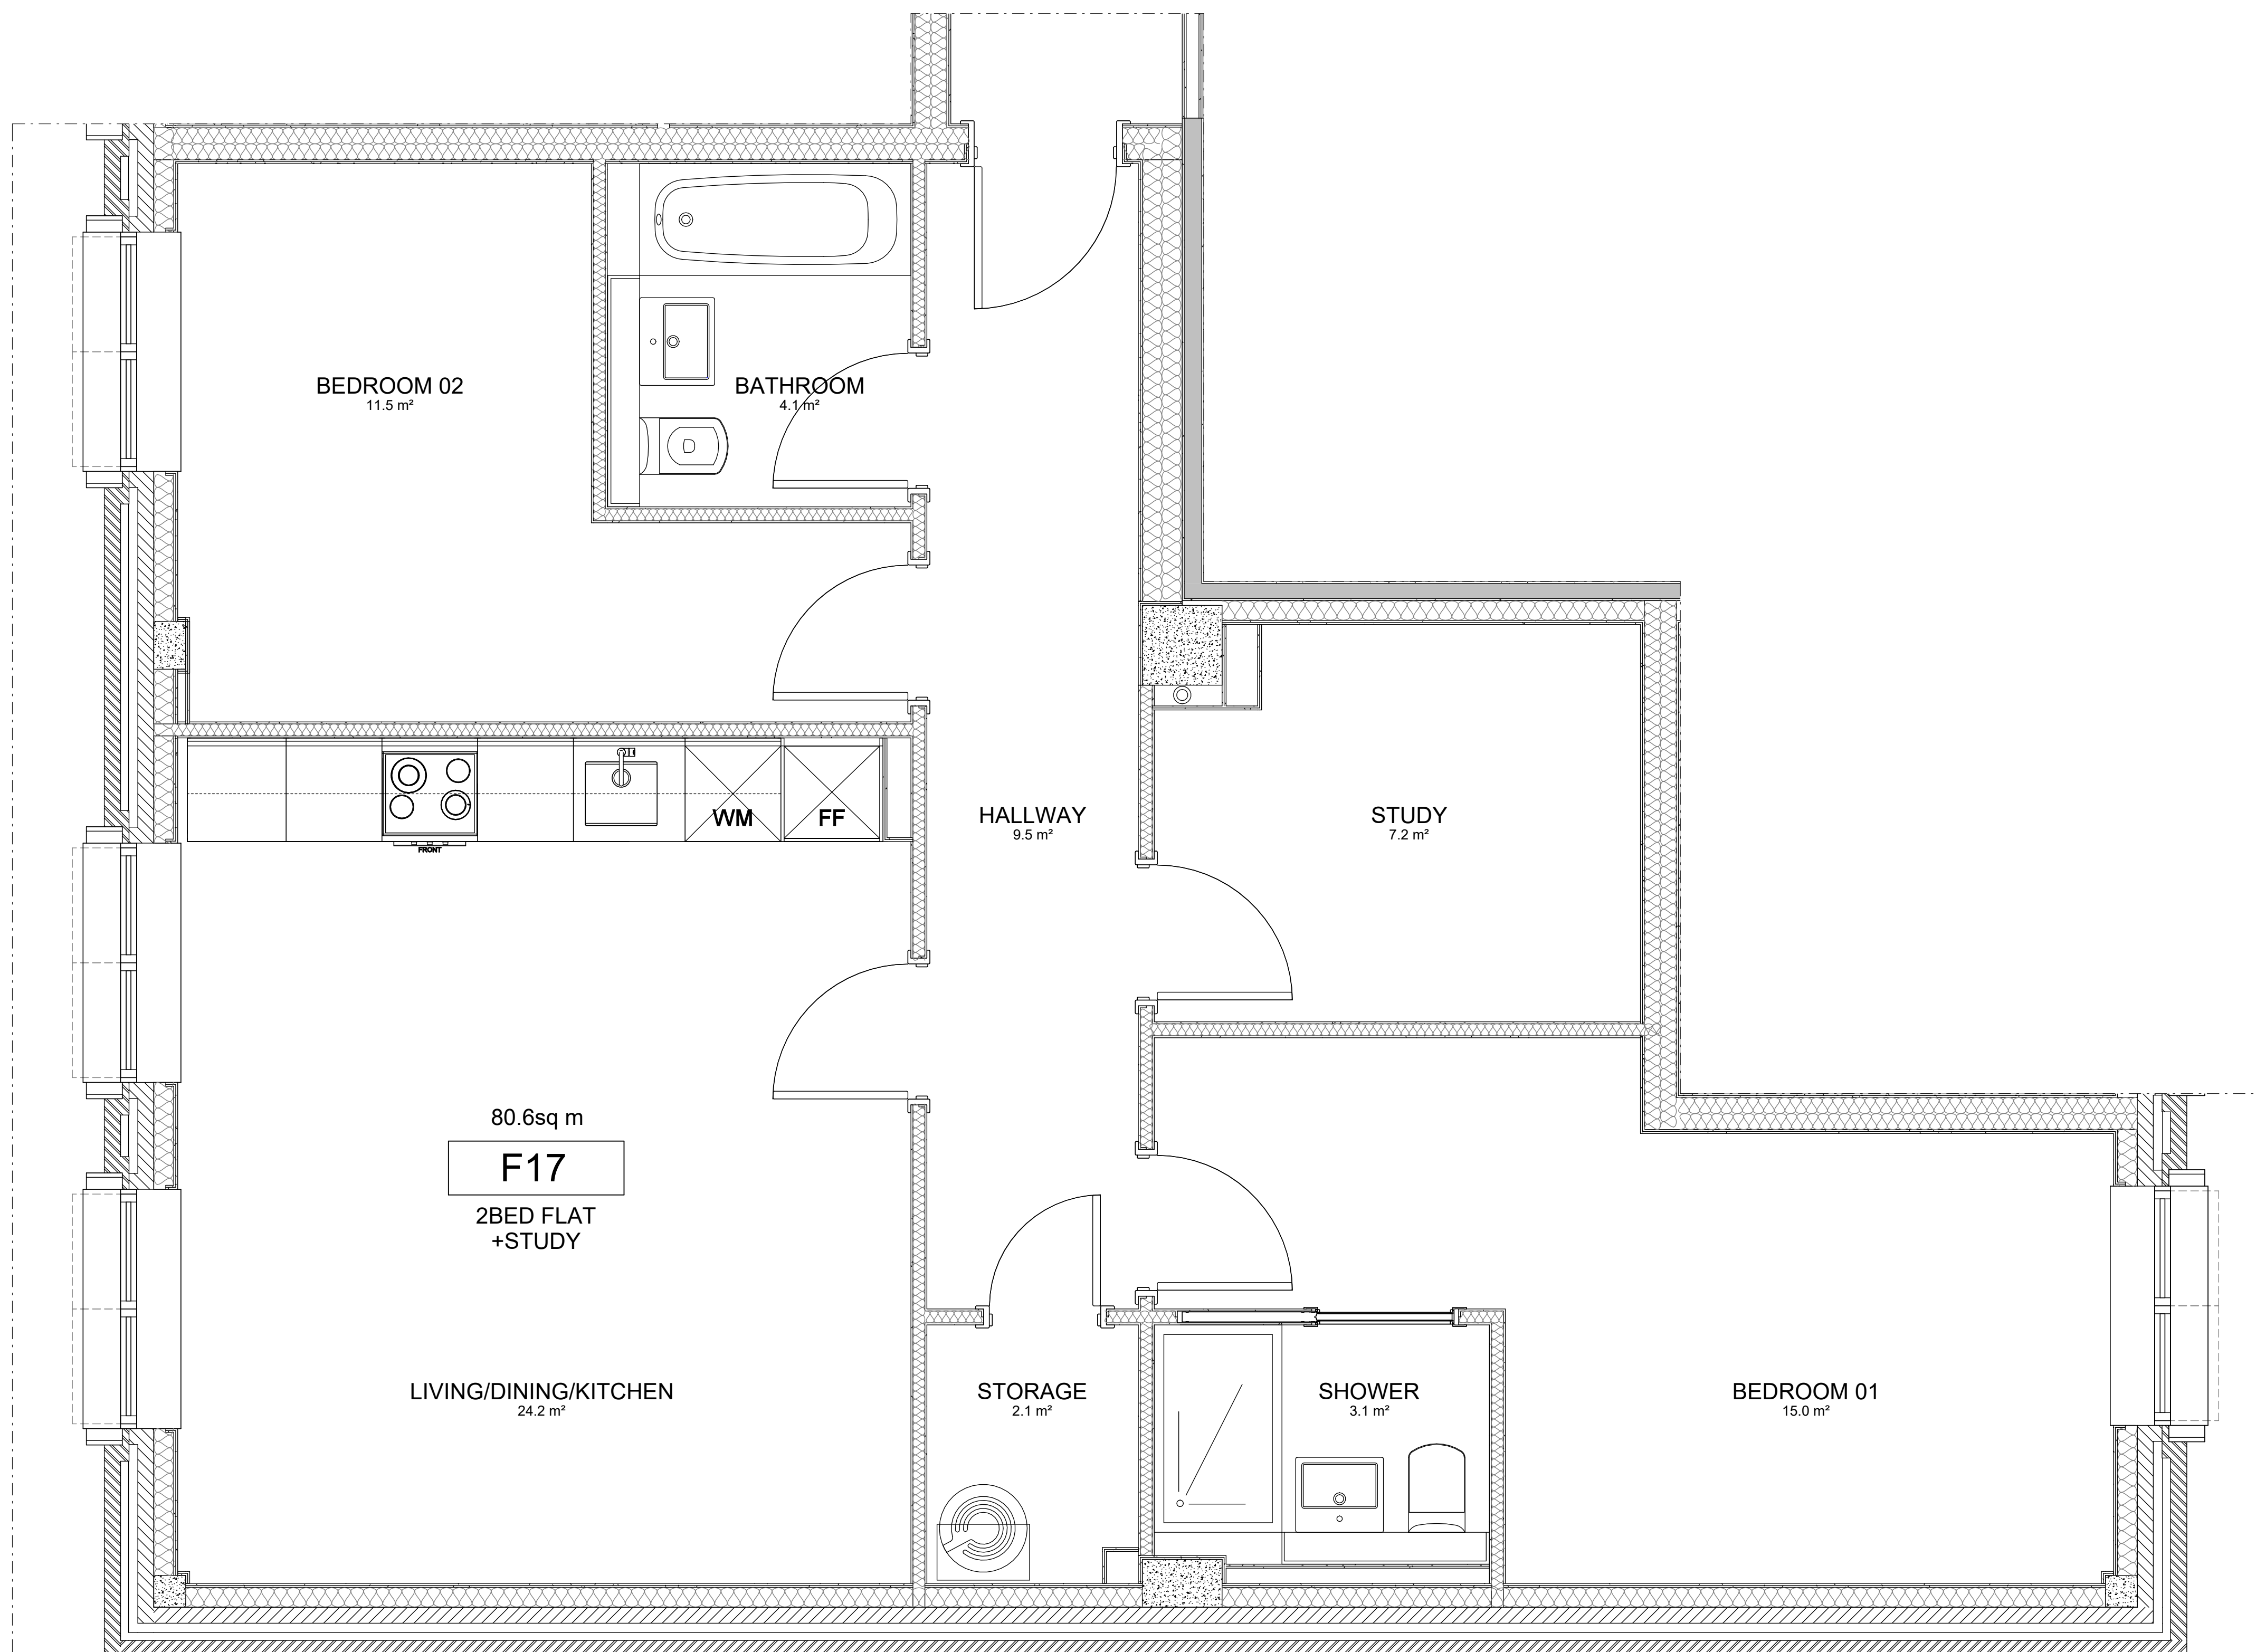 BEDROOM 02
11.5 m²
BATHROOM
4.1 m²
WM
FF
FRONT
HALLWAY
9.5 m²
STUDY
7.2 m²
80.6sq m
F17
2BED FLAT
+STUDY
LIVING/DINING/KITCHEN
24.2 m²
STORAGE
2.1 m²
SHOWER
3.1 m²
BEDROOM 01
15.0 m²